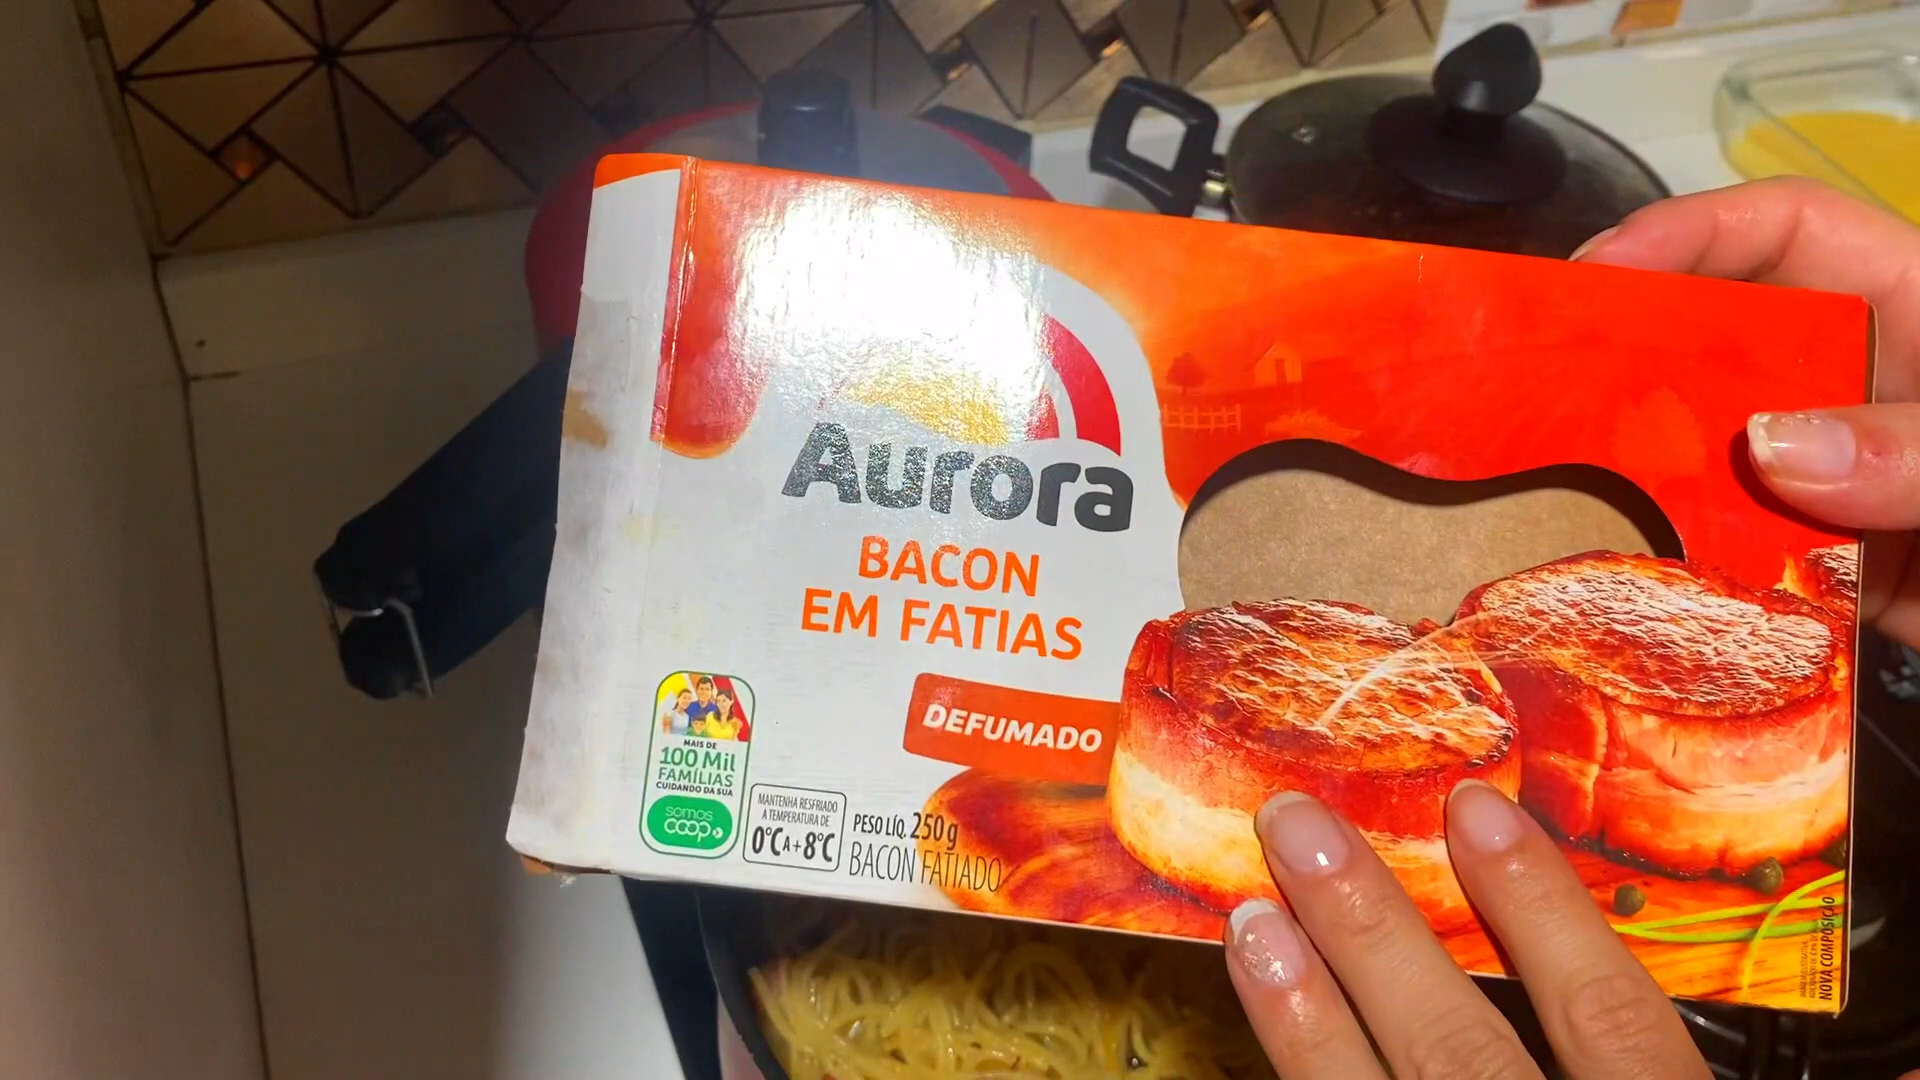 Aurora
BACON
EM FATIAS
DEFUMADO
MAIS DE
100 Mil
FAMÍLIAS
CUIDANDO DA SUA
somos
coop
MANTENHA RESFRIADO
A TEMPERATURA DE
0°C A +8°C
PESO LÍQ. 250 g
BACON FATIADO
NOVA COMPOSIÇÃO